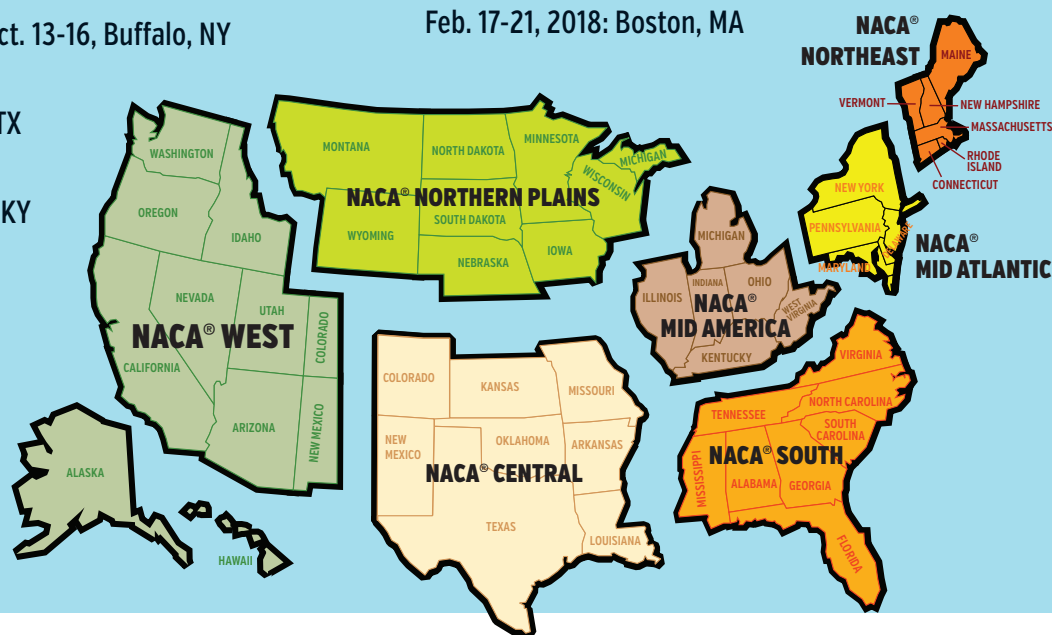 ct. 13-16, Buffalo, NY
Feb. 17-21, 2018: Boston, MA
TX
KY
NACA® NORTHEAST
MAINE
VERMONT
NEW HAMPSHIRE
MASSACHUSETTS
RHODE
ISLAND
CONNECTICUT
NACA® WEST
WASHINGTON
OREGON
IDAHO
NEVADA
UTAH
COLORADO
CALIFORNIA
ARIZONA
NEW MEXICO
ALASKA
HAWAII
NACA® NORTHERN PLAINS
MONTANA
NORTH DAKOTA
MINNESOTA
MICHIGAN
WISCONSIN
WYOMING
SOUTH DAKOTA
NEBRASKA
IOWA
NACA®
MID ATLANTIC
NEW YORK
PENNSYLVANIA
DELAWARE
MARYLAND
NACA®
MID AMERICA
MICHIGAN
ILLINOIS
INDIANA
OHIO
WEST
VIRGINIA
KENTUCKY
NACA® CENTRAL
COLORADO
KANSAS
MISSOURI
NEW
MEXICO
OKLAHOMA
ARKANSAS
TEXAS
LOUISIANA
NACA® SOUTH
VIRGINIA
NORTH CAROLINA
TENNESSEE
SOUTH
CAROLINA
MISSISSIPPI
ALABAMA
GEORGIA
FLORIDA